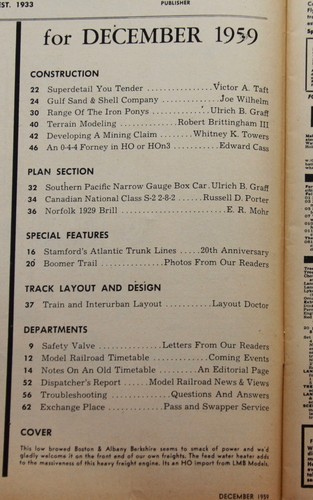 EST. 1933
PUBLISHER
for DECEMBER 1959
CONSTRUCTION
22 Superdetail You Tender ................ Victor A. Taft
24 Gulf Sand & Shell Company ............. Joe Wilhelm
30 Range Of The Iron Ponys ............. Ulrich B. Graff
40 Terrain Modeling ............. Robert Brittingham III
42 Developing A Mining Claim ........ Whitney K. Towers
46 An 0-4-4 Forney in HO or HOn3 ......... Edward Cass
PLAN SECTION
32 Southern Pacific Narrow Gauge Box Car. Ulrich B. Graff
34 Canadian National Class S-2 2-8-2 ...... Russell D. Porter
36 Norfolk 1929 Brill ......................... E. R. Mohr
SPECIAL FEATURES
16 Stamford's Atlantic Trunk Lines ..... 20th Anniversary
20 Boomer Trail ............... Photos From Our Readers
TRACK LAYOUT AND DESIGN
37 Train and Interurban Layout ........... Layout Doctor
DEPARTMENTS
9 Safety Valve ............... Letters From Our Readers
12 Model Railroad Timetable ............ Coming Events
14 Notes On An Old Timetable ........ An Editorial Page
52 Dispatcher's Report ...... Model Railroad News & Views
56 Troubleshooting ............. Questions And Answers
62 Exchange Place ............. Pass and Swapper Service
COVER
This low browed Boston & Albany Berkshire seems to smack of power and we'd
gladly welcome it on the front end of our own freights. The feed water heater adds
to the massiveness of this heavy freight engine. Its an HO import from LMB Models.
DECEMBER 1959